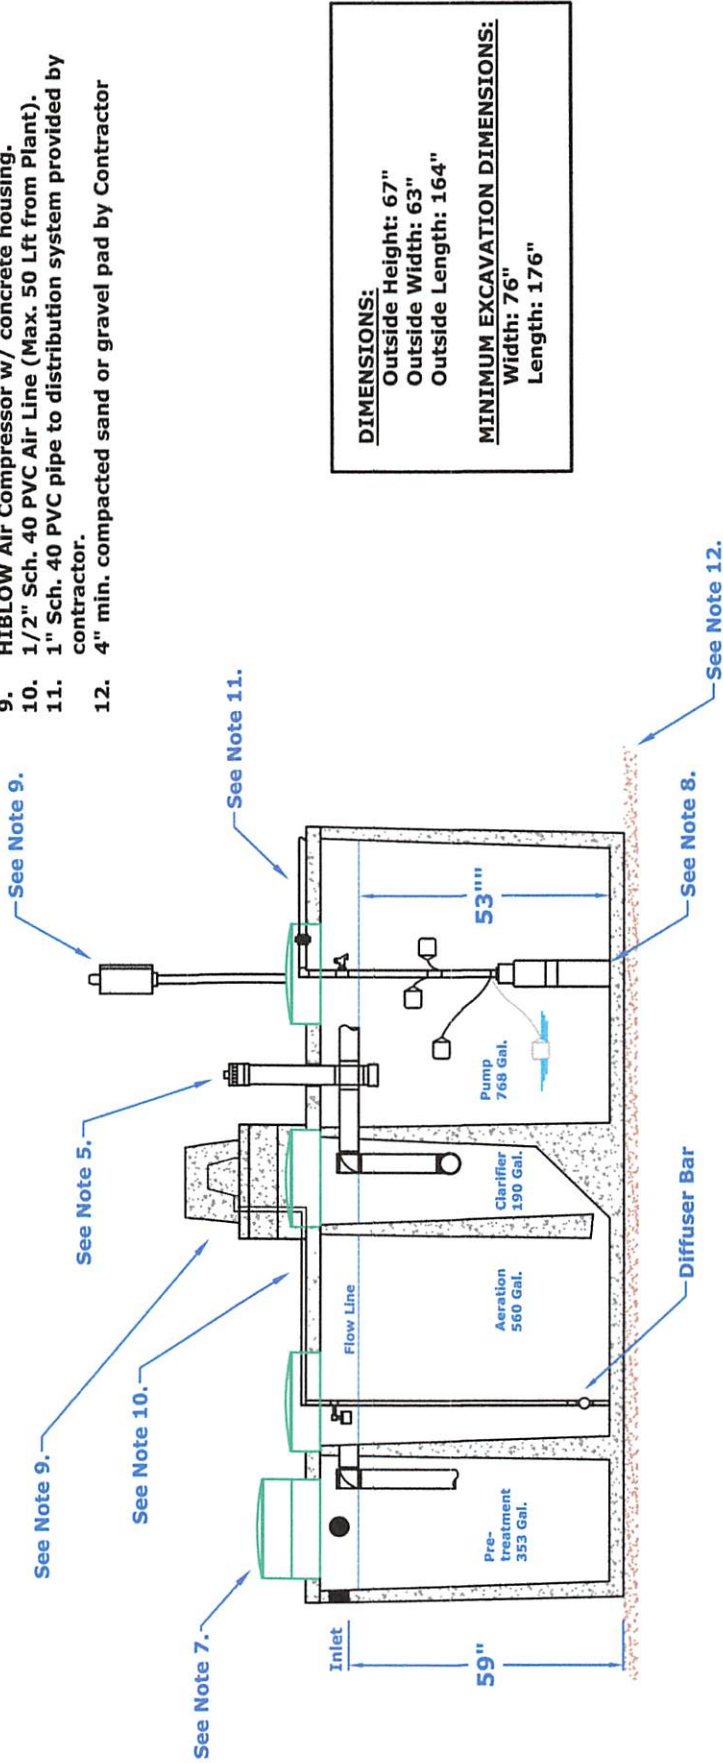 9. HIBLOW Air Compressor w/ concrete housing.
10. 1/2" Sch. 40 PVC Air Line (Max. 50 Lft from Plant).
11. 1" Sch. 40 PVC pipe to distribution system provided by
contractor.
12. 4" min. compacted sand or gravel pad by Contractor
DIMENSIONS:
Outside Height: 67"
Outside Width: 63"
Outside Length: 164"
MINIMUM EXCAVATION DIMENSIONS:
Width: 76"
Length: 176"
See Note 7.
See Note 9.
See Note 10.
See Note 5.
See Note 9.
See Note 11.
Inlet
59"
Flow Line
Pre-
treatment
353 Gal.
Aeration
560 Gal.
Clarifier
190 Gal.
Pump
768 Gal.
53""
Diffuser Bar
See Note 8.
See Note 12.